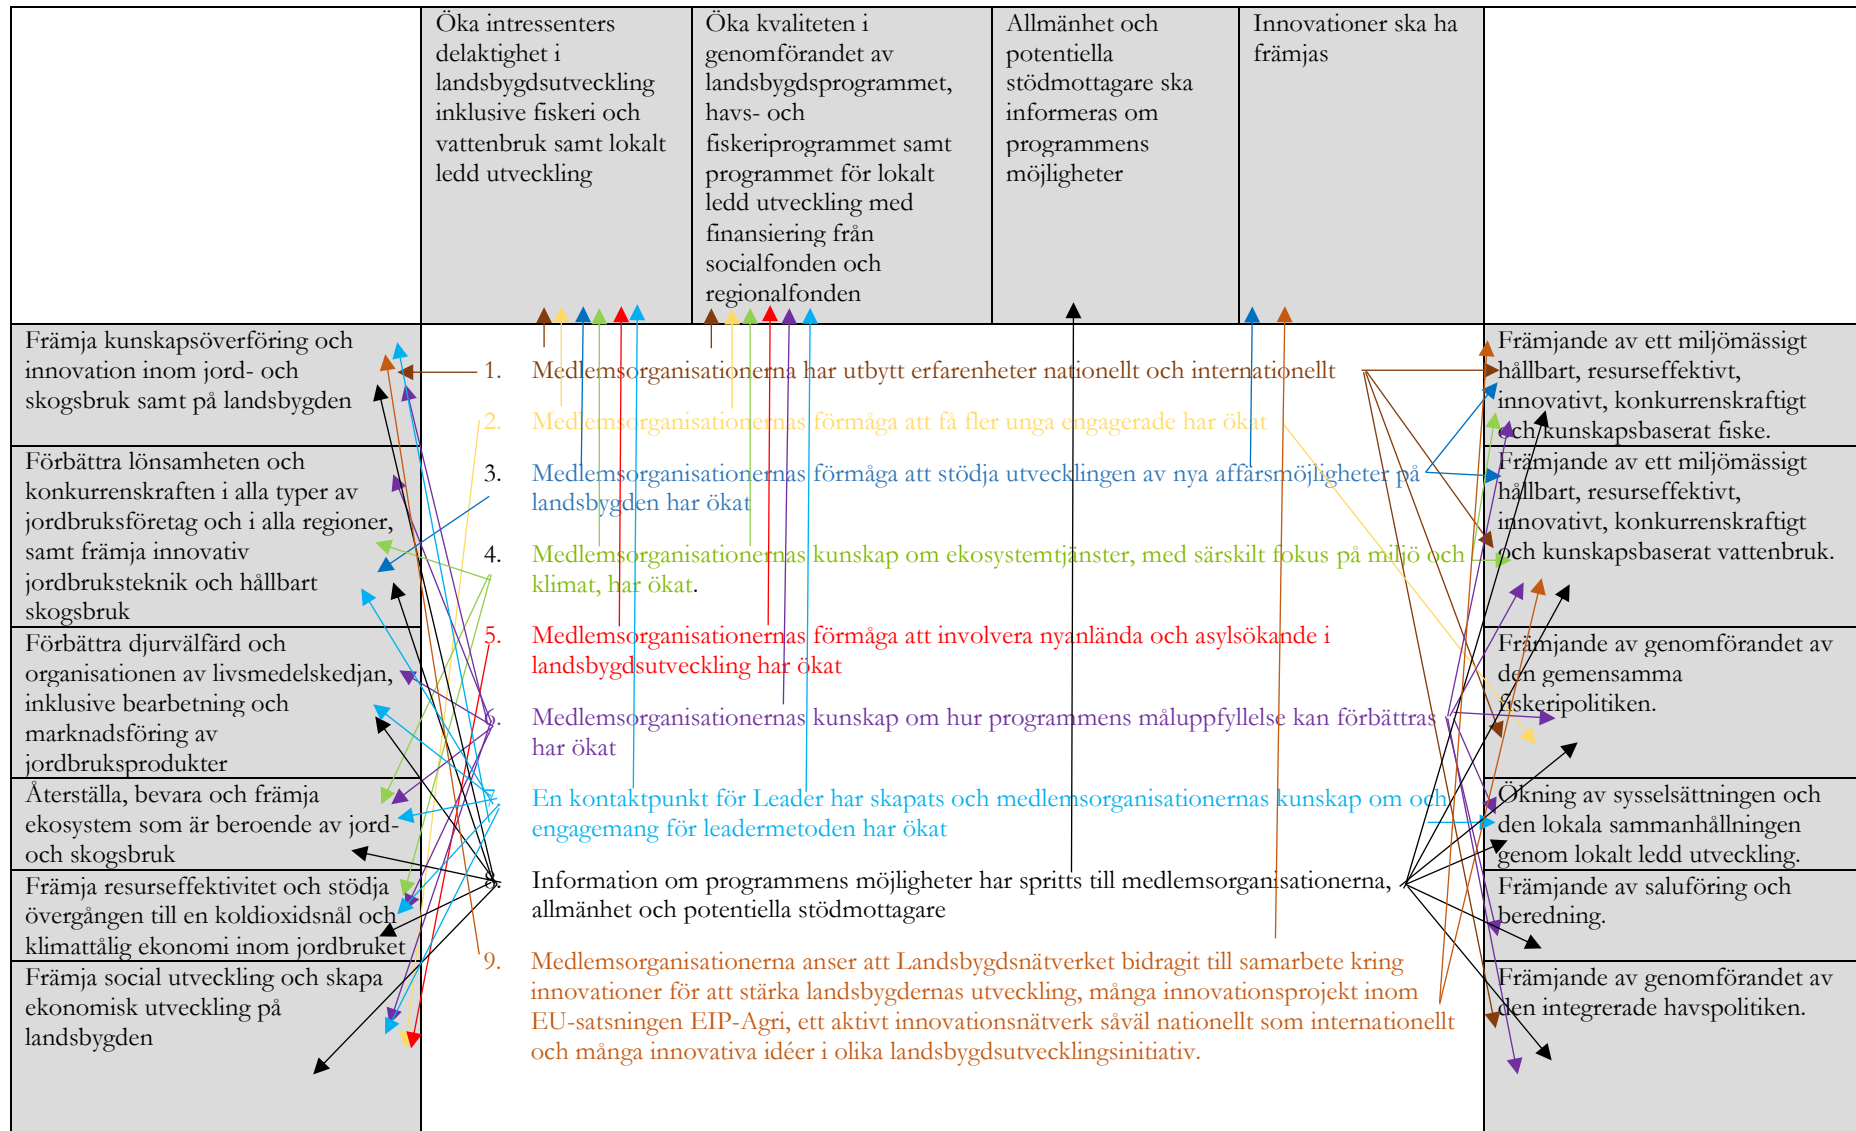 Öka intressenters
delaktighet i
landsbygdsutveckling
inklusive fiskeri och
vattenbruk samt lokalt
ledd utveckling
Öka kvaliteten i
genomförandet av
landsbygdsprogrammet,
havs- och
fiskeriprogrammet samt
programmet för lokalt
ledd utveckling med
finansiering från
socialfonden och
regionalfonden
Allmänhet och
potentiella
stödmottagare ska
informeras om
programmens
möjligheter
Innovationer ska ha
främjas
Främja kunskapsöverföring och
innovation inom jord- och
skogsbruk samt på landsbygden
Förbättra lönsamheten och
konkurrenskraften i alla typer av
jordbruksföretag och i alla regioner,
samt främja innovativ
jordbruksteknik och hållbart
skogsbruk
Förbättra djurvälfärd och
organisationen av livsmedelskedjan,
inklusive bearbetning och
marknadsföring av
jordbruksprodukter
Återställa, bevara och främja
ekosystem som är beroende av jord-
och skogsbruk
Främja resurseffektivitet och stödja
övergången till en koldioxidsnål och
klimattålig ekonomi inom jordbruket
Främja social utveckling och skapa
ekonomisk utveckling på
landsbygden
1. Medlemsorganisationerna har utbytt erfarenheter nationellt och internationellt
2. Medlemsorganisationernas förmåga att få fler unga engagerade har ökat
3. Medlemsorganisationernas förmåga att stödja utvecklingen av nya affärsmöjligheter på
landsbygden har ökat
4. Medlemsorganisationernas kunskap om ekosystemtjänster, med särskilt fokus på miljö och
klimat, har ökat.
5. Medlemsorganisationernas förmåga att involvera nyanlända och asylsökande i
landsbygdsutveckling har ökat
6. Medlemsorganisationernas kunskap om hur programmens måluppfyllelse kan förbättras
har ökat
7. En kontaktpunkt för Leader har skapats och medlemsorganisationernas kunskap om och
engagemang för leadermetoden har ökat
8. Information om programmens möjligheter har spritts till medlemsorganisationerna,
allmänhet och potentiella stödmottagare
9. Medlemsorganisationerna anser att Landsbygdsnätverket bidragit till samarbete kring
innovationer för att stärka landsbygdernas utveckling, många innovationsprojekt inom
EU-satsningen EIP-Agri, ett aktivt innovationsnätverk såväl nationellt som internationellt
och många innovativa idéer i olika landsbygdsutvecklingsinitiativ.
Främjande av ett miljömässigt
hållbart, resurseffektivt,
innovativt, konkurrenskraftigt
och kunskapsbaserat fiske.
Främjande av ett miljömässigt
hållbart, resurseffektivt,
innovativt, konkurrenskraftigt
och kunskapsbaserat vattenbruk.
Främjande av genomförandet av
den gemensamma
fiskeripolitiken.
Ökning av sysselsättningen och
den lokala sammanhållningen
genom lokalt ledd utveckling.
Främjande av saluföring och
beredning.
Främjande av genomförandet av
den integrerade havspolitiken.